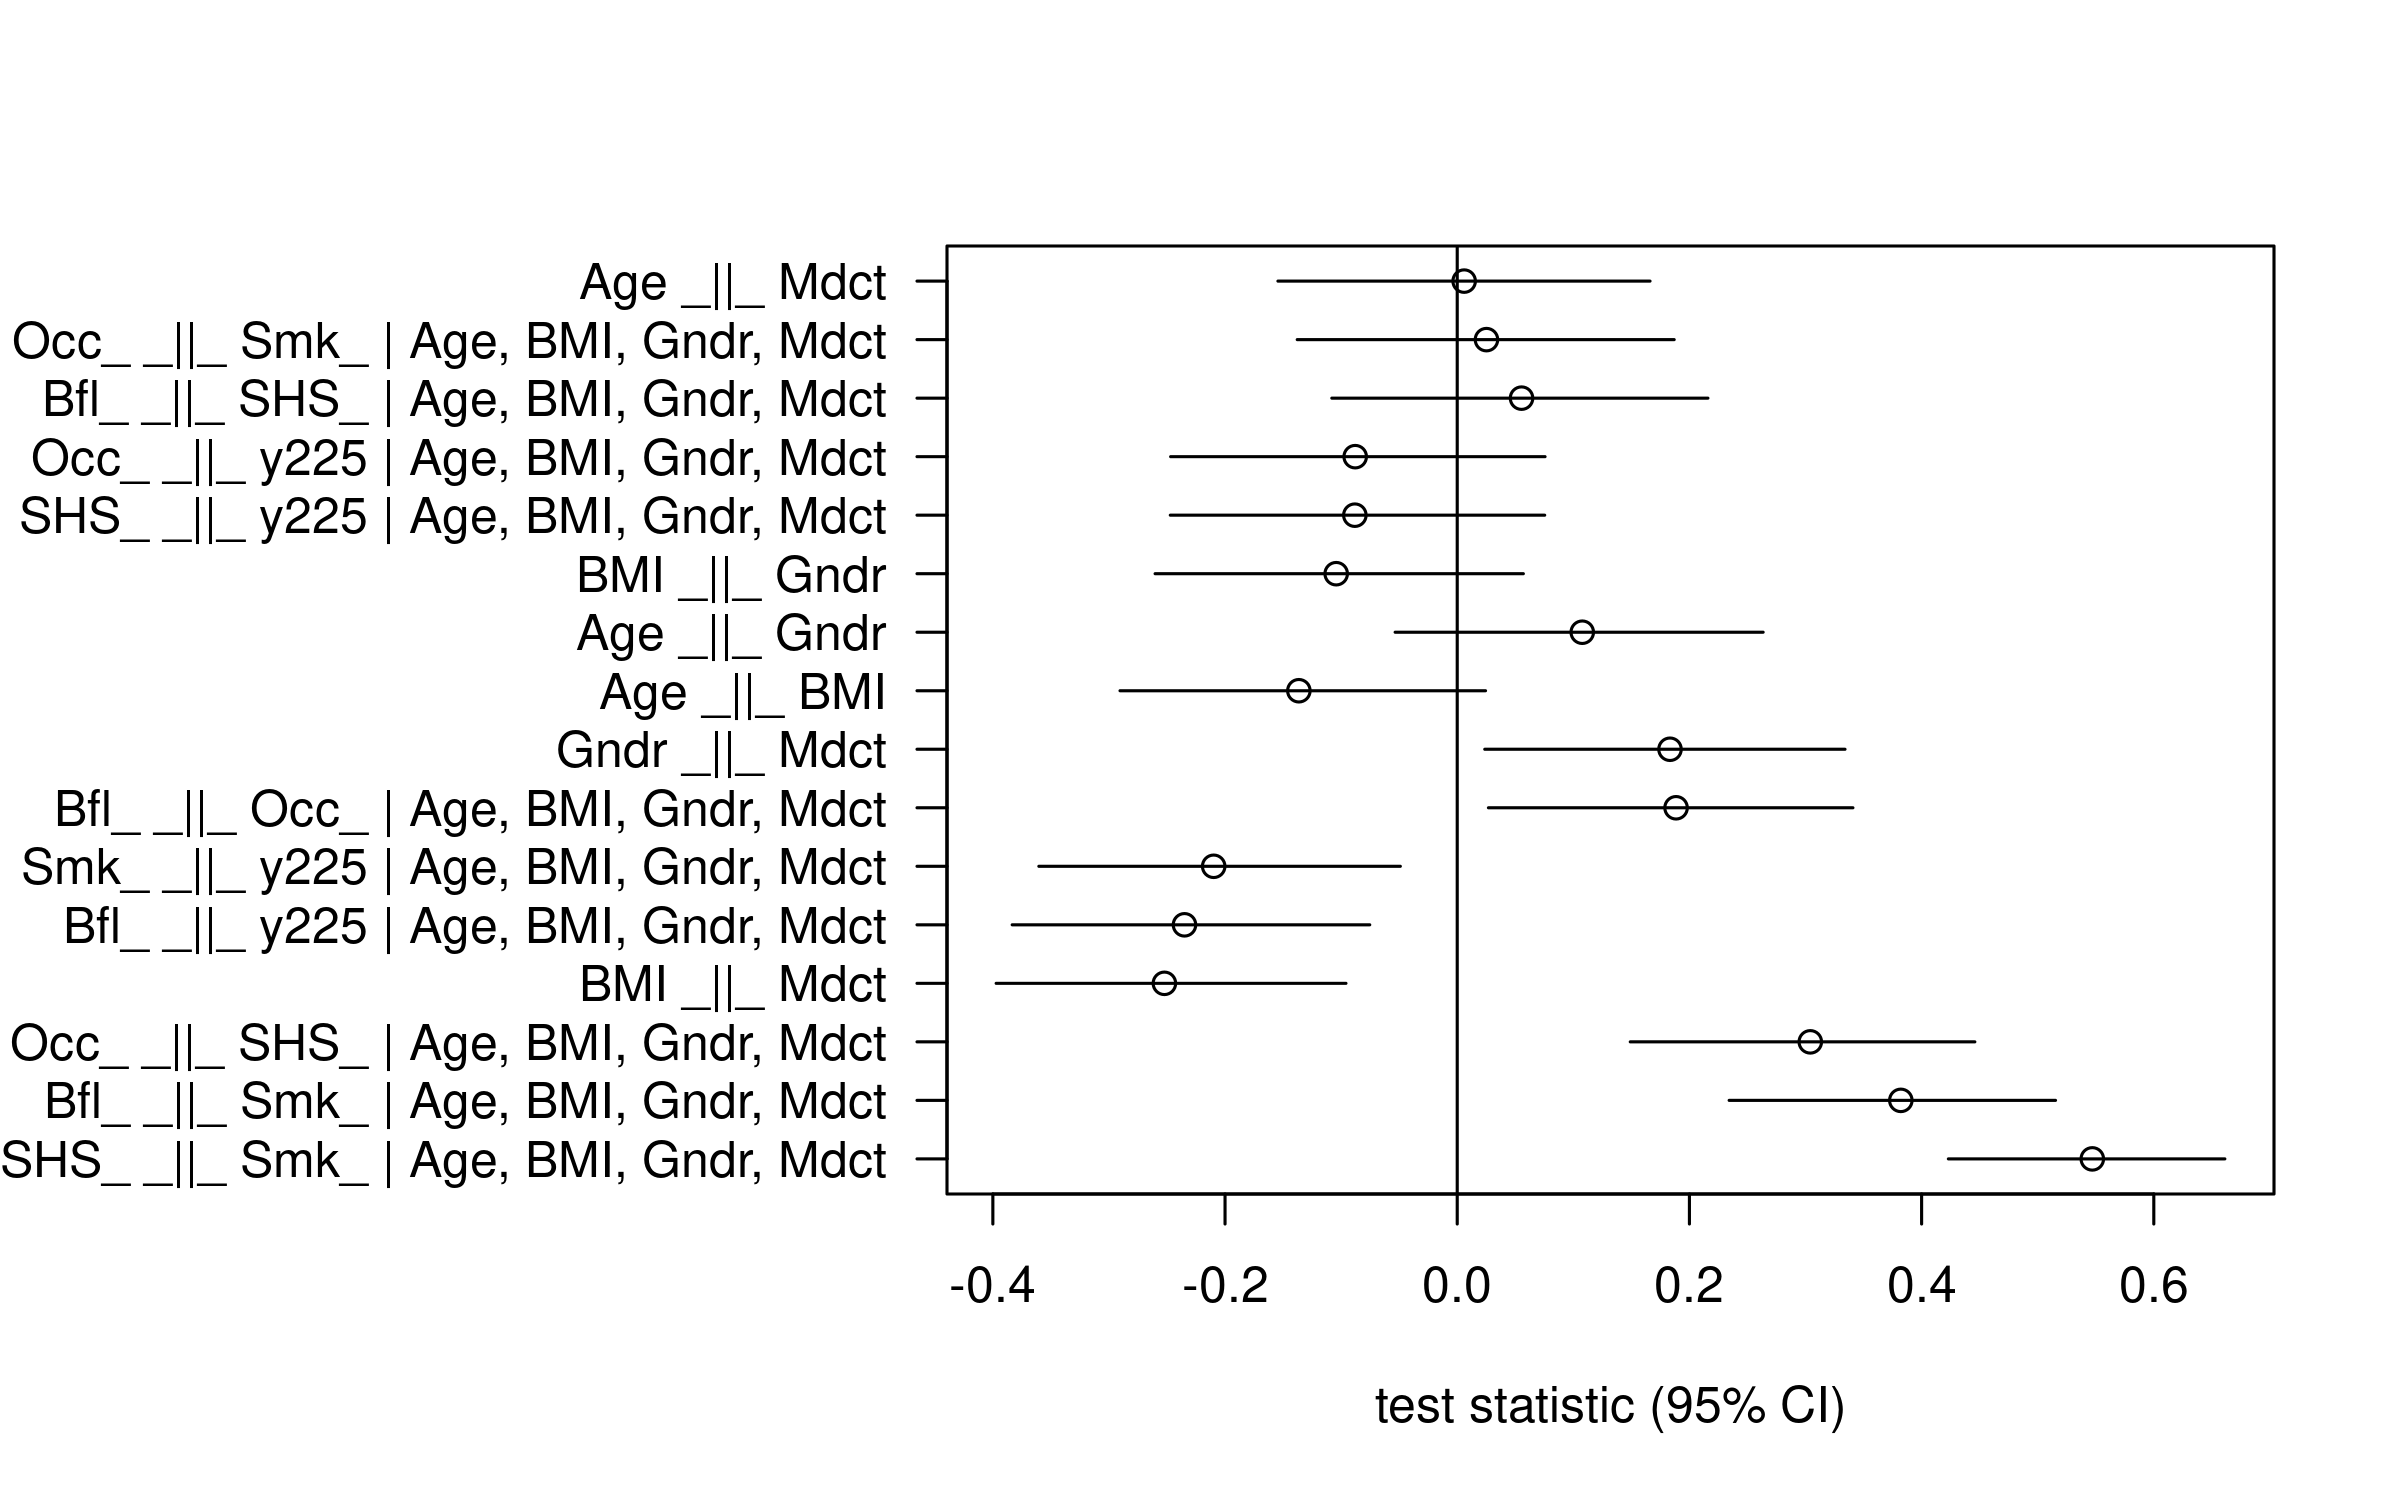 Age _||_ Mdct
Occ_ _||_ Smk_ | Age, BMI, Gndr, Mdct
Bfl_ _||_ SHS_ | Age, BMI, Gndr, Mdct
Occ_ _||_ y225 | Age, BMI, Gndr, Mdct
SHS_ _||_ y225 | Age, BMI, Gndr, Mdct
BMI _||_ Gndr
Age _||_ Gndr
Age _||_ BMI
Gndr _||_ Mdct
Bfl_ _||_ Occ_ | Age, BMI, Gndr, Mdct
Smk_ _||_ y225 | Age, BMI, Gndr, Mdct
Bfl_ _||_ y225 | Age, BMI, Gndr, Mdct
BMI _||_ Mdct
Occ_ _||_ SHS_ | Age, BMI, Gndr, Mdct
Bfl_ _||_ Smk_ | Age, BMI, Gndr, Mdct
SHS_ _||_ Smk_ | Age, BMI, Gndr, Mdct
-0.4 -0.2 0.0 0.2 0.4 0.6
test statistic (95% CI)